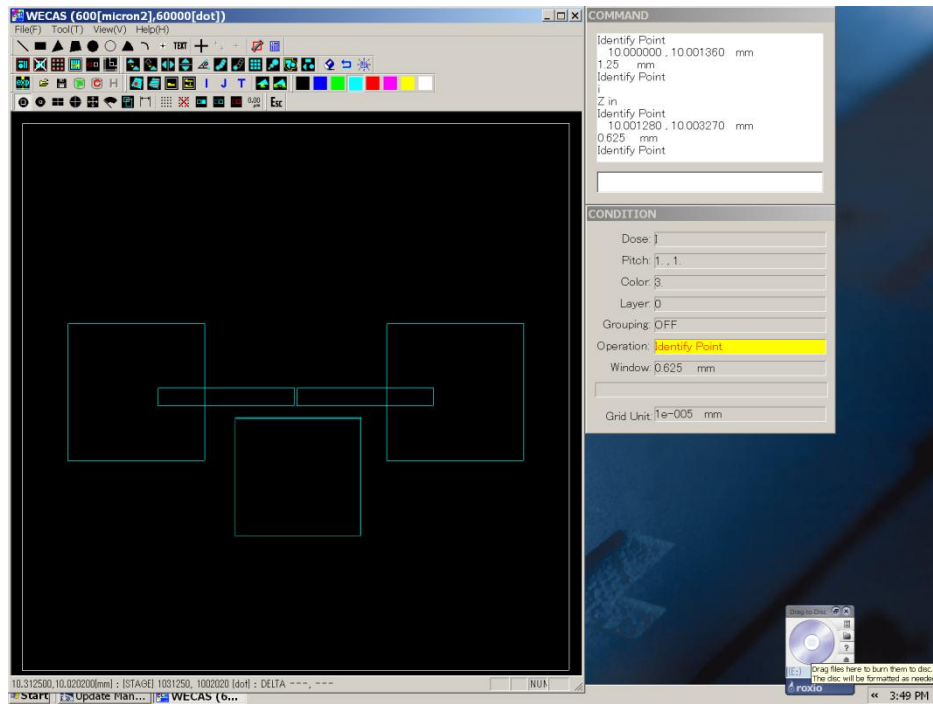 WECAS (600[micron2],60000[dot])
File(F) Tool(T) View(V) Help(H)
TEXT
H I J T
0.00 Esc
10.312500,10.020200[mm] : [STAGE] 1031250, 1002020 [dot] : DELTA ---, ---
NUM
COMMAND
Identify Point
10.000000 , 10.001360 mm
1.25 mm
Identify Point
i
Z in
Identify Point
10.001280 , 10.003270 mm
0.625 mm
Identify Point
CONDITION
Dose: 1
Pitch: 1. , 1.
Color: 3
Layer: 0
Grouping: OFF
Operation: Identify Point
Window: 0.625 mm
Grid Unit: 1e-005 mm
Drag-to-Disc
?
(E:)
Drag files here to burn them to disc.
The disc will be formatted as neede
roxio
Start Update Man... WECAS (6...
« 3:49 PM